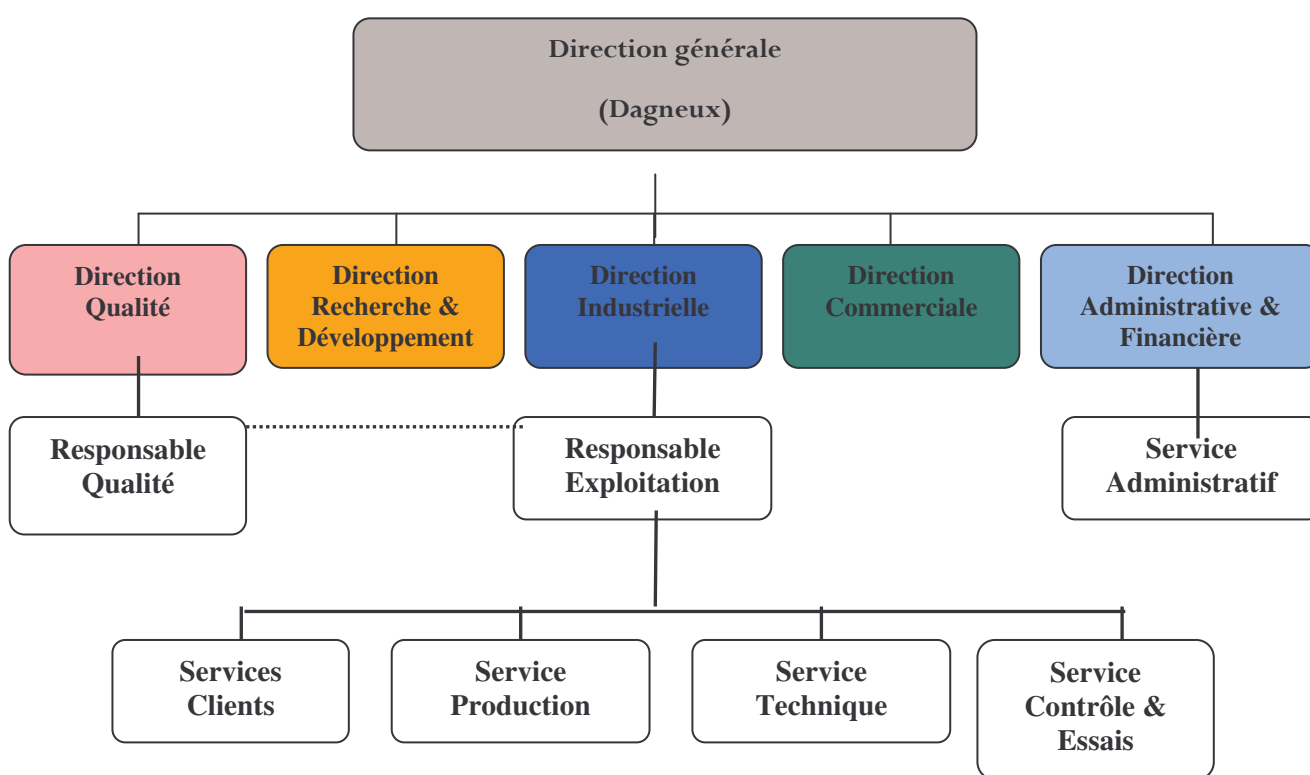 Direction générale
(Dagneux)
Direction
Qualité
Direction
Recherche &
Développement
Direction
Industrielle
Direction
Commerciale
Direction
Administrative &
Financière
Responsable
Qualité
Responsable
Exploitation
Service
Administratif
Services
Clients
Service
Production
Service
Technique
Service
Contrôle &
Essais